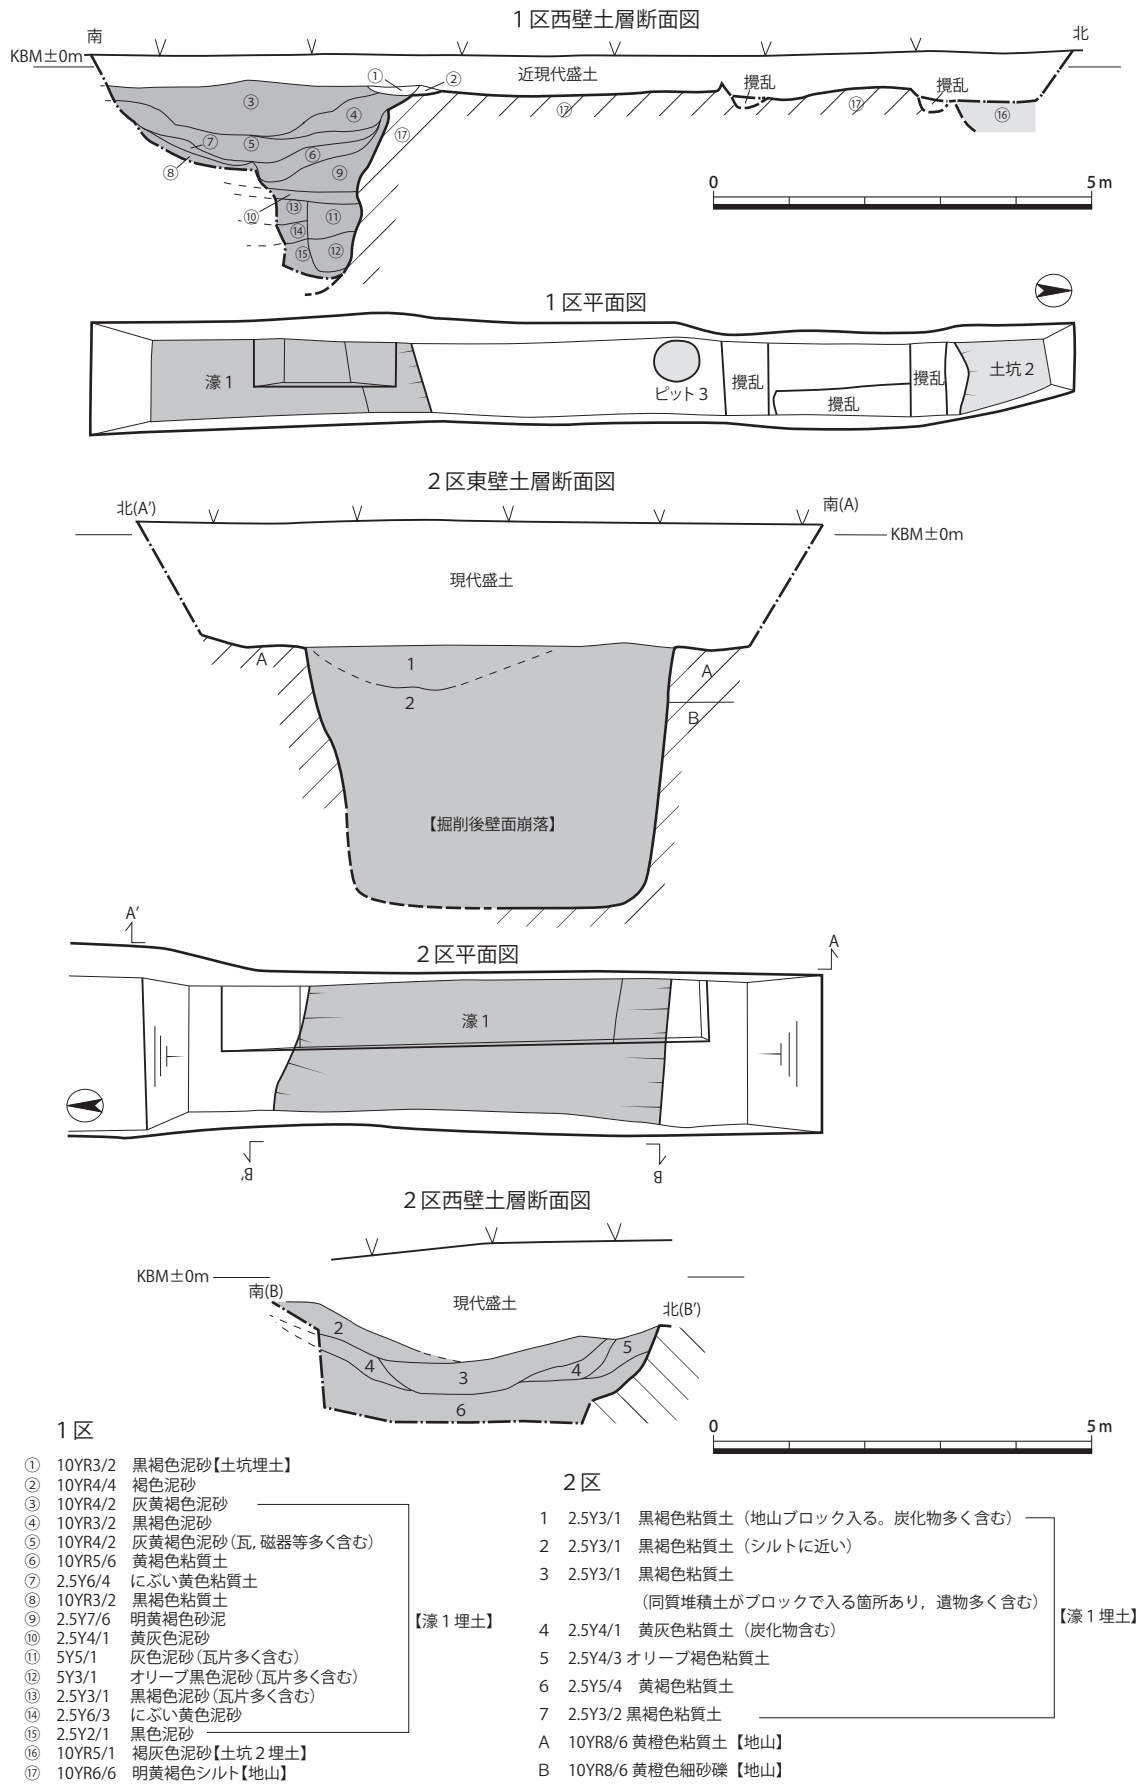 1区西壁土層断面図
南
北
KBM±0m
①
②
近現代盛土
攪乱
攪乱
③
④
⑰
⑰
⑯
⑤
⑦
⑥
⑰
⑧
⑨
⑩
⑬
⑪
⑭
⑮
⑫
0
5m
1区平面図
濠1
ピット3
攪乱
攪乱
攪乱
土坑2
2区東壁土層断面図
北(A’)
南(A)
KBM±0m
現代盛土
A
1
A
2
B
【掘削後壁面崩落】
A’
2区平面図
A
濠1
B’
B
2区西壁土層断面図
KBM±0m
南(B)
現代盛土
北(B’)
2
5
4
3
4
6
0
5m
1区
① 10YR3/2 黒褐色泥砂【土坑埋土】
② 10YR4/4 褐色泥砂
③ 10YR4/2 灰黄褐色泥砂
④ 10YR3/2 黒褐色泥砂
⑤ 10YR4/2 灰黄褐色泥砂（瓦，磁器等多く含む）
⑥ 10YR5/6 黄褐色粘質土
⑦ 2.5Y6/4 にぶい黄色粘質土
⑧ 10YR3/2 黒褐色粘質土
⑨ 2.5Y7/6 明黄褐色砂泥
⑩ 2.5Y4/1 黄灰色泥砂
⑪ 5Y5/1 灰色泥砂（瓦片多く含む）
⑫ 5Y3/1 オリーブ黒色泥砂（瓦片多く含む）
⑬ 2.5Y3/1 黒褐色泥砂（瓦片多く含む）
⑭ 2.5Y6/3 にぶい黄色泥砂
⑮ 2.5Y2/1 黒色泥砂
⑯ 10YR5/1 褐灰色泥砂【土坑2埋土】
⑰ 10YR6/6 明黄褐色シルト【地山】
【濠1埋土】
2区
1 2.5Y3/1 黒褐色粘質土（地山ブロック入る。炭化物多く含む）
2 2.5Y3/1 黒褐色粘質土（シルトに近い）
3 2.5Y3/1 黒褐色粘質土
（同質堆積土がブロックで入る箇所あり，遺物多く含む）
4 2.5Y4/1 黄灰色粘質土（炭化物含む）
5 2.5Y4/3 オリーブ褐色粘質土
6 2.5Y5/4 黄褐色粘質土
7 2.5Y3/2 黒褐色粘質土
A 10YR8/6 黄橙色粘質土【地山】
B 10YR8/6 黄橙色細砂礫【地山】
【濠1埋土】